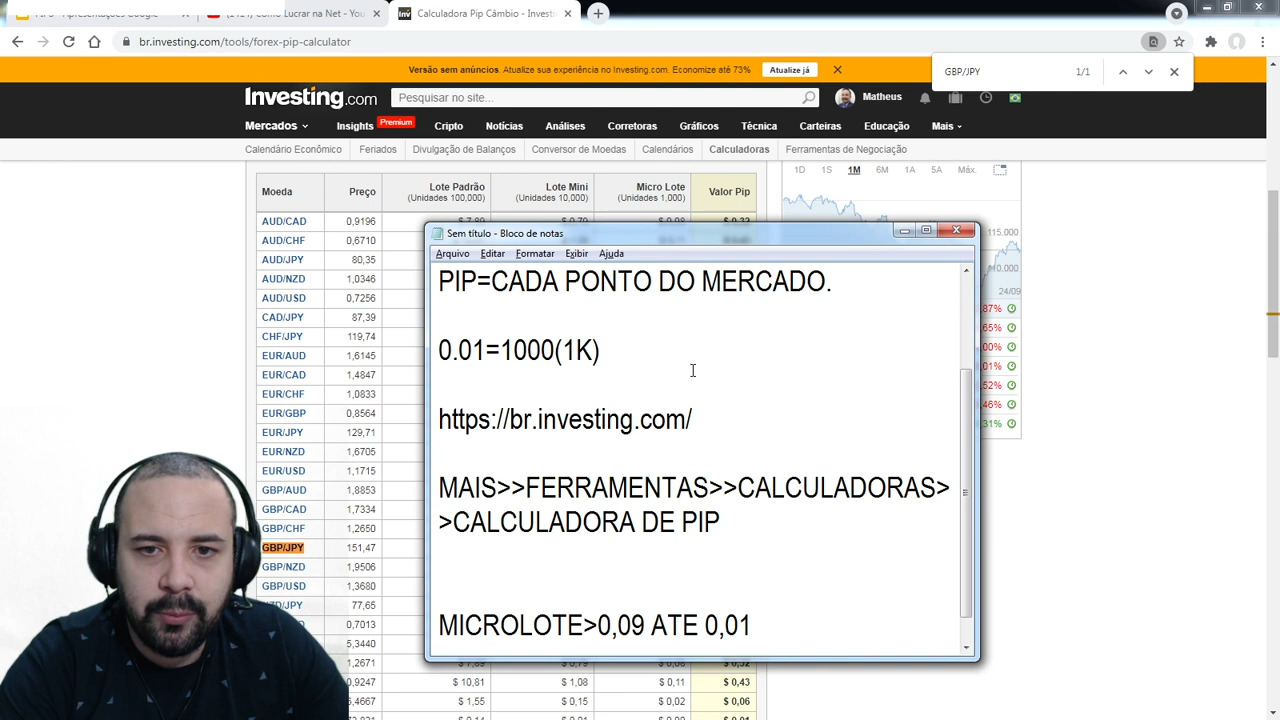 Calculadora Pip Câmbio - Investi
br.investing.com/tools/forex-pip-calculator
GBP/JPY 1/1
Versão sem anúncios. Atualize sua experiência no Investing.com. Economize até 73% Atualize já
Investing.com Pesquisar no site... Matheus
Mercados Insights Premium Cripto Notícias Análises Corretoras Gráficos Técnica Carteiras Educação Mais
Calendário Econômico Feriados Divulgação de Balanços Conversor de Moedas Calendários Calculadoras Ferramentas de Negociação
1D 1S 1M 6M 1A 5A Máx.
Moeda Preço Lote Padrão Lote Mini Micro Lote Valor Pip
(Unidades 100,000) (Unidades 10,000) (Unidades 1,000)
AUD/CAD 0,9196
AUD/CHF 0,6710
AUD/JPY 80,35
AUD/NZD 1,0346
AUD/USD 0,7256
CAD/JPY 87,39
CHF/JPY 119,74
EUR/AUD 1,6145
EUR/CAD 1,4847
EUR/CHF 1,0833
EUR/GBP 0,8564
EUR/JPY 129,71
EUR/NZD 1,6705
EUR/USD 1,1715
GBP/AUD 1,8853
GBP/CAD 1,7334
GBP/CHF 1,2650
GBP/JPY 151,47
GBP/NZD 1,9506
GBP/USD 1,3680
77,65
Sem título - Bloco de notas
Arquivo Editar Formatar Exibir Ajuda
PIP=CADA PONTO DO MERCADO.
0.01=1000(1K)
https://br.investing.com/
MAIS>>FERRAMENTAS>>CALCULADORAS>
>CALCULADORA DE PIP
MICROLOTE>0,09 ATE 0,01
$ 10,81 $ 1,08 $ 0,11 $ 0,43
$ 1,55 $ 0,15 $ 0,02 $ 0,06
115.000
24/09